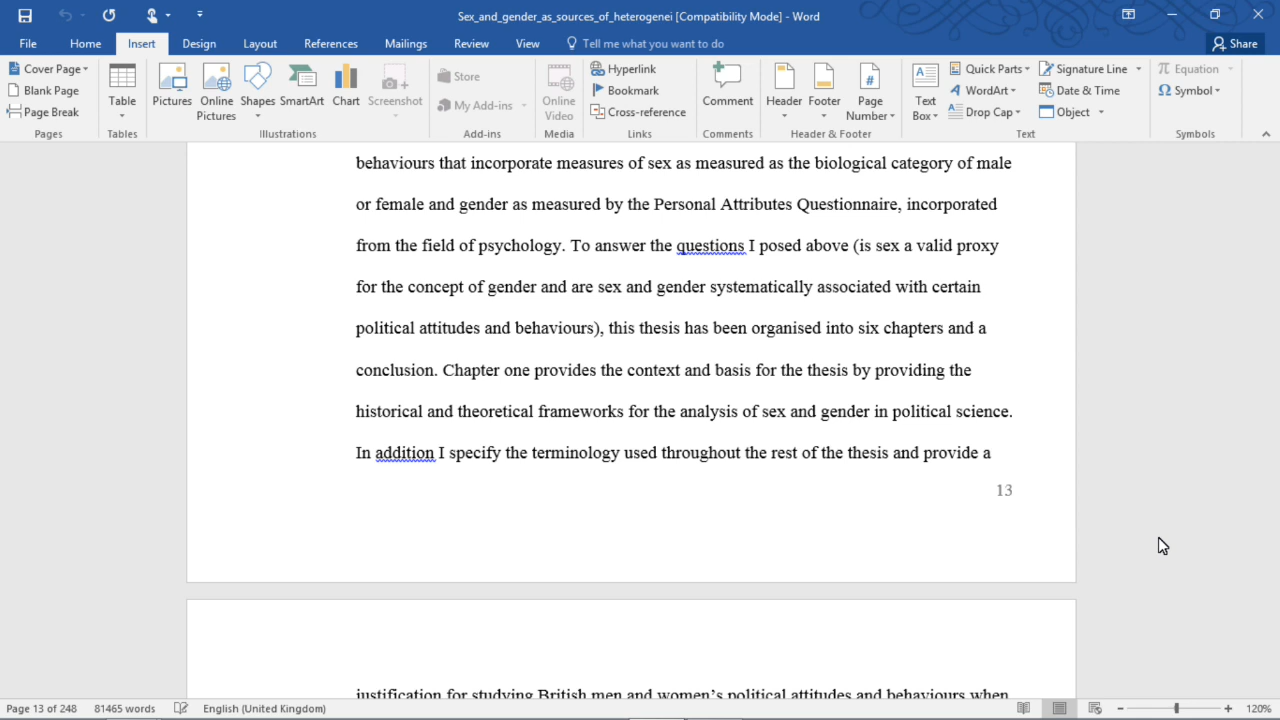 Sex_and_gender_as_sources_of_heterogenei [Compatibility Mode] - Word
File Home Insert Design Layout References Mailings Review View Tell me what you want to do Share
Cover Page
Blank Page
Page Break
Pages
Table
Tables
Pictures
Online Pictures
Shapes
SmartArt
Chart
Screenshot
Illustrations
Store
My Add-ins
Add-ins
Online Video
Media
Hyperlink
Bookmark
Cross-reference
Links
Comment
Comments
Header
Footer
Page Number
Header & Footer
Text Box
Quick Parts
WordArt
Drop Cap
Signature Line
Date & Time
Object
Text
Equation
Symbol
Symbols
behaviours that incorporate measures of sex as measured as the biological category of male
or female and gender as measured by the Personal Attributes Questionnaire, incorporated
from the field of psychology. To answer the questions I posed above (is sex a valid proxy
for the concept of gender and are sex and gender systematically associated with certain
political attitudes and behaviours), this thesis has been organised into six chapters and a
conclusion. Chapter one provides the context and basis for the thesis by providing the
historical and theoretical frameworks for the analysis of sex and gender in political science.
In addition I specify the terminology used throughout the rest of the thesis and provide a
13
justification for studying British men and women's political attitudes and behaviours when
Page 13 of 248 81465 words English (United Kingdom) 120%